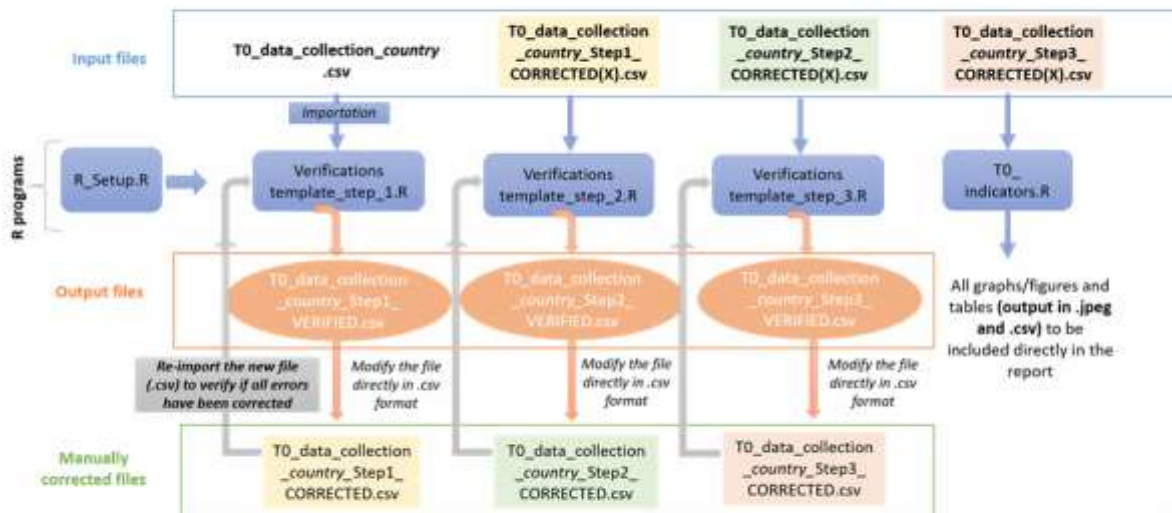 Input files
T0_data_collection_country
.csv
T0_data_collection
_country_Step1_
CORRECTED(X).csv
T0_data_collection
_country_Step2_
CORRECTED(X).csv
T0_data_collection
_country_Step3_
CORRECTED(X).csv
Importation
R programs
R_Setup.R
Verifications
template_step_1.R
Verifications
template_step_2.R
Verifications
template_step_3.R
T0_
indicators.R
Output files
T0_data_collection
_country_Step1_
VERIFIED.csv
T0_data_collection
_country_Step2_
VERIFIED.csv
T0_data_collection
_country_Step3_
VERIFIED.csv
All graphs/figures and
tables (output in .jpeg
and .csv) to be
included directly in the
report
Re-import the new file
(.csv) to verify if all errors
have been corrected
Modify the file
directly in .csv
format
Modify the file
directly in .csv
format
Modify the file
directly in .csv
format
Manually
corrected files
T0_data_collection
_country_Step1_
CORRECTED.csv
T0_data_collection
_country_Step2_
CORRECTED.csv
T0_data_collection
_country_Step3_
CORRECTED.csv